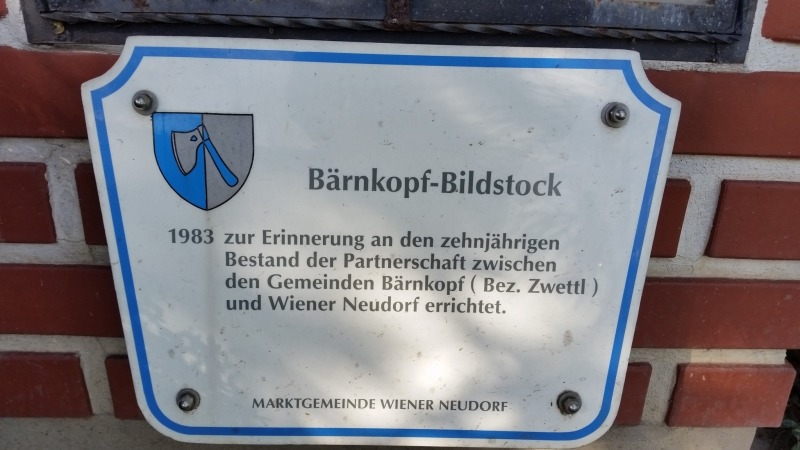 Bärnkopf-Bildstock
1983 zur Erinnerung an den zehnjährigen
Bestand der Partnerschaft zwischen
den Gemeinden Bärnkopf ( Bez. Zwettl )
und Wiener Neudorf errichtet.
MARKTGEMEINDE WIENER NEUDORF